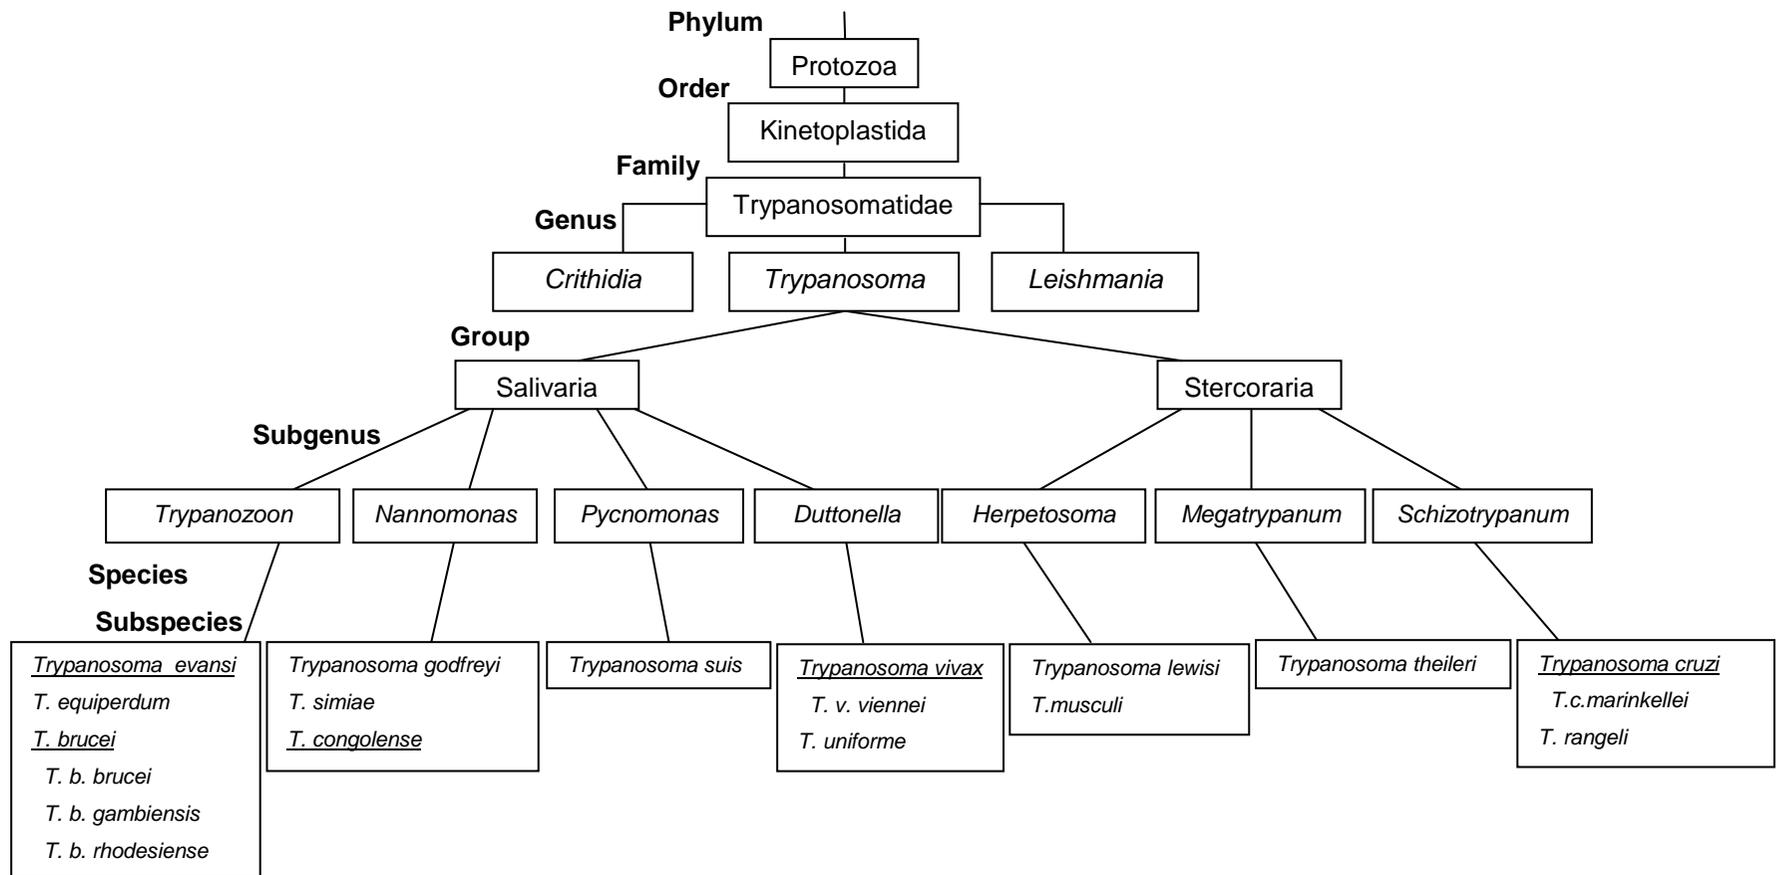 Phylum
Protozoa
Order
Kinetoplastida
Family
Trypanosomatidae
Genus
Crithidia
Trypanosoma
Leishmania
Group
Salivaria
Stercoraria
Subgenus
Trypanozoon
Nannomonas
Pycnomonas
Duttonella
Herpetosoma
Megatrypanum
Schizotrypanum
Species
Subspecies
Trypanosoma evansi
T. equiperdum
T. brucei
T. b. brucei
T. b. gambiensis
T. b. rhodesiense
Trypanosoma godfreyi
T. simiae
T. congolense
Trypanosoma suis
Trypanosoma vivax
T. v. viennei
T. uniforme
Trypanosoma lewisi
T.musculi
Trypanosoma theileri
Trypanosoma cruzi
T.c.marinkellei
T. rangeli